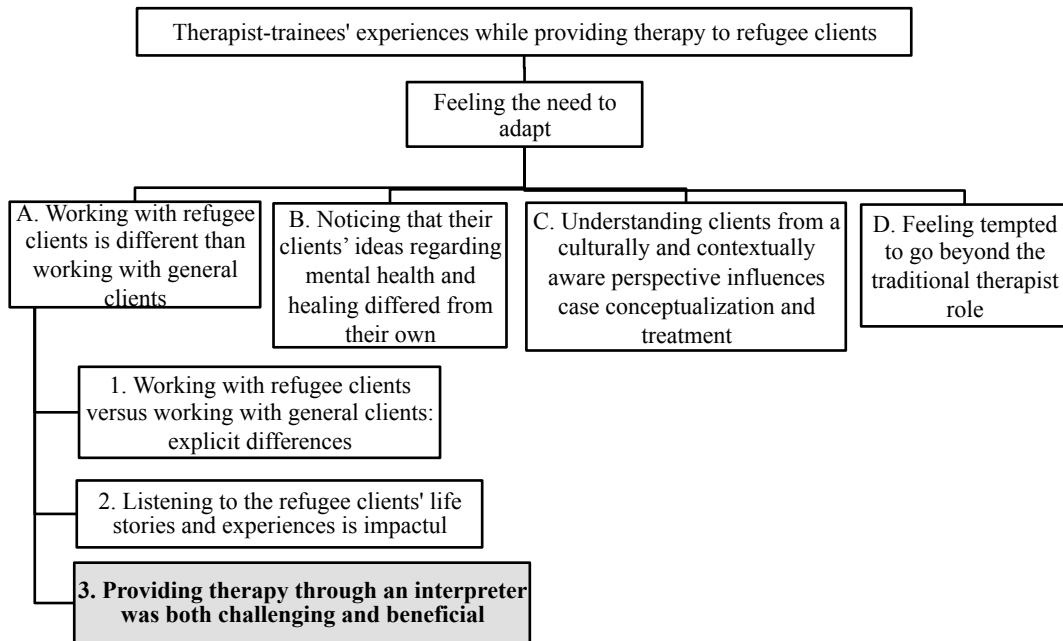 Therapist-trainees' experiences while providing therapy to refugee clients
Feeling the need to
adapt
A. Working with refugee
clients is different than
working with general
clients
B. Noticing that their
clients’ ideas regarding
mental health and
healing differed from
their own
C. Understanding clients from a
culturally and contextually
aware perspective influences
case conceptualization and
treatment
D. Feeling tempted
to go beyond the
traditional therapist
role
1. Working with refugee clients
versus working with general clients:
explicit differences
2. Listening to the refugee clients' life
stories and experiences is impactul
3. Providing therapy through an interpreter
was both challenging and beneficial